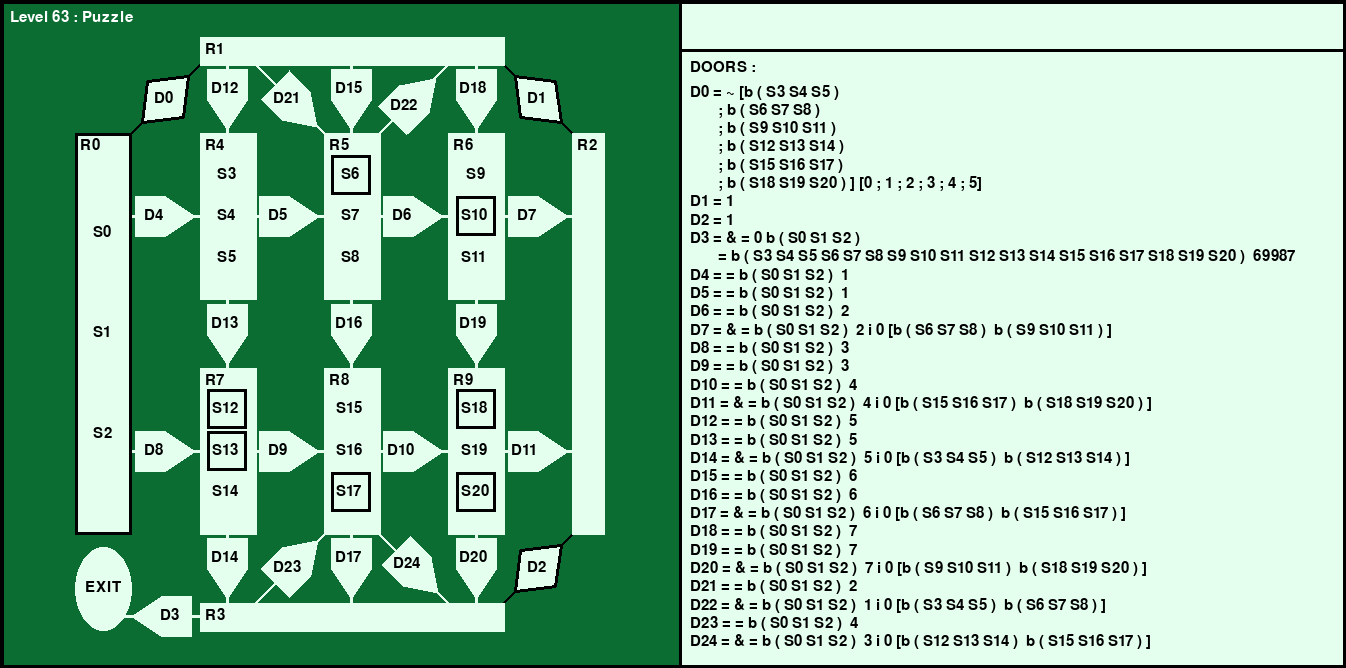 Level 63 : Puzzle
R1
D0
D12
D21
D15
D22
D18
D1
R0
R4
R5
R6
R2
S3
S6
S9
S0
D4
S4
D5
S7
D6
S10
D7
S5
S8
S11
S1
D13
D16
D19
R7
R8
R9
S12
S15
S18
S2
D8
S13
D9
S16
D10
S19
D11
S14
S17
S20
D14
D23
D17
D24
D20
D2
EXIT
D3
R3
DOORS :
D0 = ~ [b ( S3 S4 S5 )
; b ( S6 S7 S8 )
; b ( S9 S10 S11 )
; b ( S12 S13 S14 )
; b ( S15 S16 S17 )
; b ( S18 S19 S20 ) ] [0 ; 1 ; 2 ; 3 ; 4 ; 5]
D1 = 1
D2 = 1
D3 = & = 0 b ( S0 S1 S2 )
= b ( S3 S4 S5 S6 S7 S8 S9 S10 S11 S12 S13 S14 S15 S16 S17 S18 S19 S20 ) 69987
D4 = = b ( S0 S1 S2 ) 1
D5 = = b ( S0 S1 S2 ) 1
D6 = = b ( S0 S1 S2 ) 2
D7 = & = b ( S0 S1 S2 ) 2 i 0 [b ( S6 S7 S8 ) b ( S9 S10 S11 ) ]
D8 = = b ( S0 S1 S2 ) 3
D9 = = b ( S0 S1 S2 ) 3
D10 = = b ( S0 S1 S2 ) 4
D11 = & = b ( S0 S1 S2 ) 4 i 0 [b ( S15 S16 S17 ) b ( S18 S19 S20 ) ]
D12 = = b ( S0 S1 S2 ) 5
D13 = = b ( S0 S1 S2 ) 5
D14 = & = b ( S0 S1 S2 ) 5 i 0 [b ( S3 S4 S5 ) b ( S12 S13 S14 ) ]
D15 = = b ( S0 S1 S2 ) 6
D16 = = b ( S0 S1 S2 ) 6
D17 = & = b ( S0 S1 S2 ) 6 i 0 [b ( S6 S7 S8 ) b ( S15 S16 S17 ) ]
D18 = = b ( S0 S1 S2 ) 7
D19 = = b ( S0 S1 S2 ) 7
D20 = & = b ( S0 S1 S2 ) 7 i 0 [b ( S9 S10 S11 ) b ( S18 S19 S20 ) ]
D21 = = b ( S0 S1 S2 ) 2
D22 = & = b ( S0 S1 S2 ) 1 i 0 [b ( S3 S4 S5 ) b ( S6 S7 S8 ) ]
D23 = = b ( S0 S1 S2 ) 4
D24 = & = b ( S0 S1 S2 ) 3 i 0 [b ( S12 S13 S14 ) b ( S15 S16 S17 ) ]